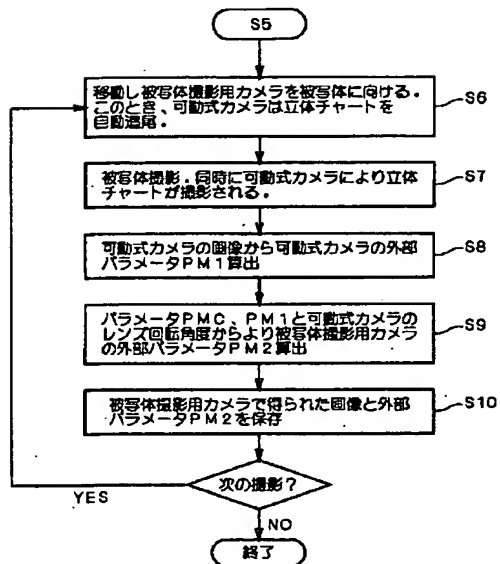 S5
移動し被写体撮影用カメラを被写体に向ける．
このとき、可動式カメラは立体チャートを
自動追尾．
S6
被写体撮影．同時に可動式カメラにより立体
チャートが撮影される．
S7
可動式カメラの画像から可動式カメラの外部
パラメータPM1算出
S8
パラメータPMC、PM1と可動式カメラの
レンズ回転角度からより被写体撮影用カメラ
の外部パラメータPM2算出
S9
被写体撮影用カメラで得られた画像と外部
パラメータPM2を保存
S10
次の撮影？
YES
NO
終了